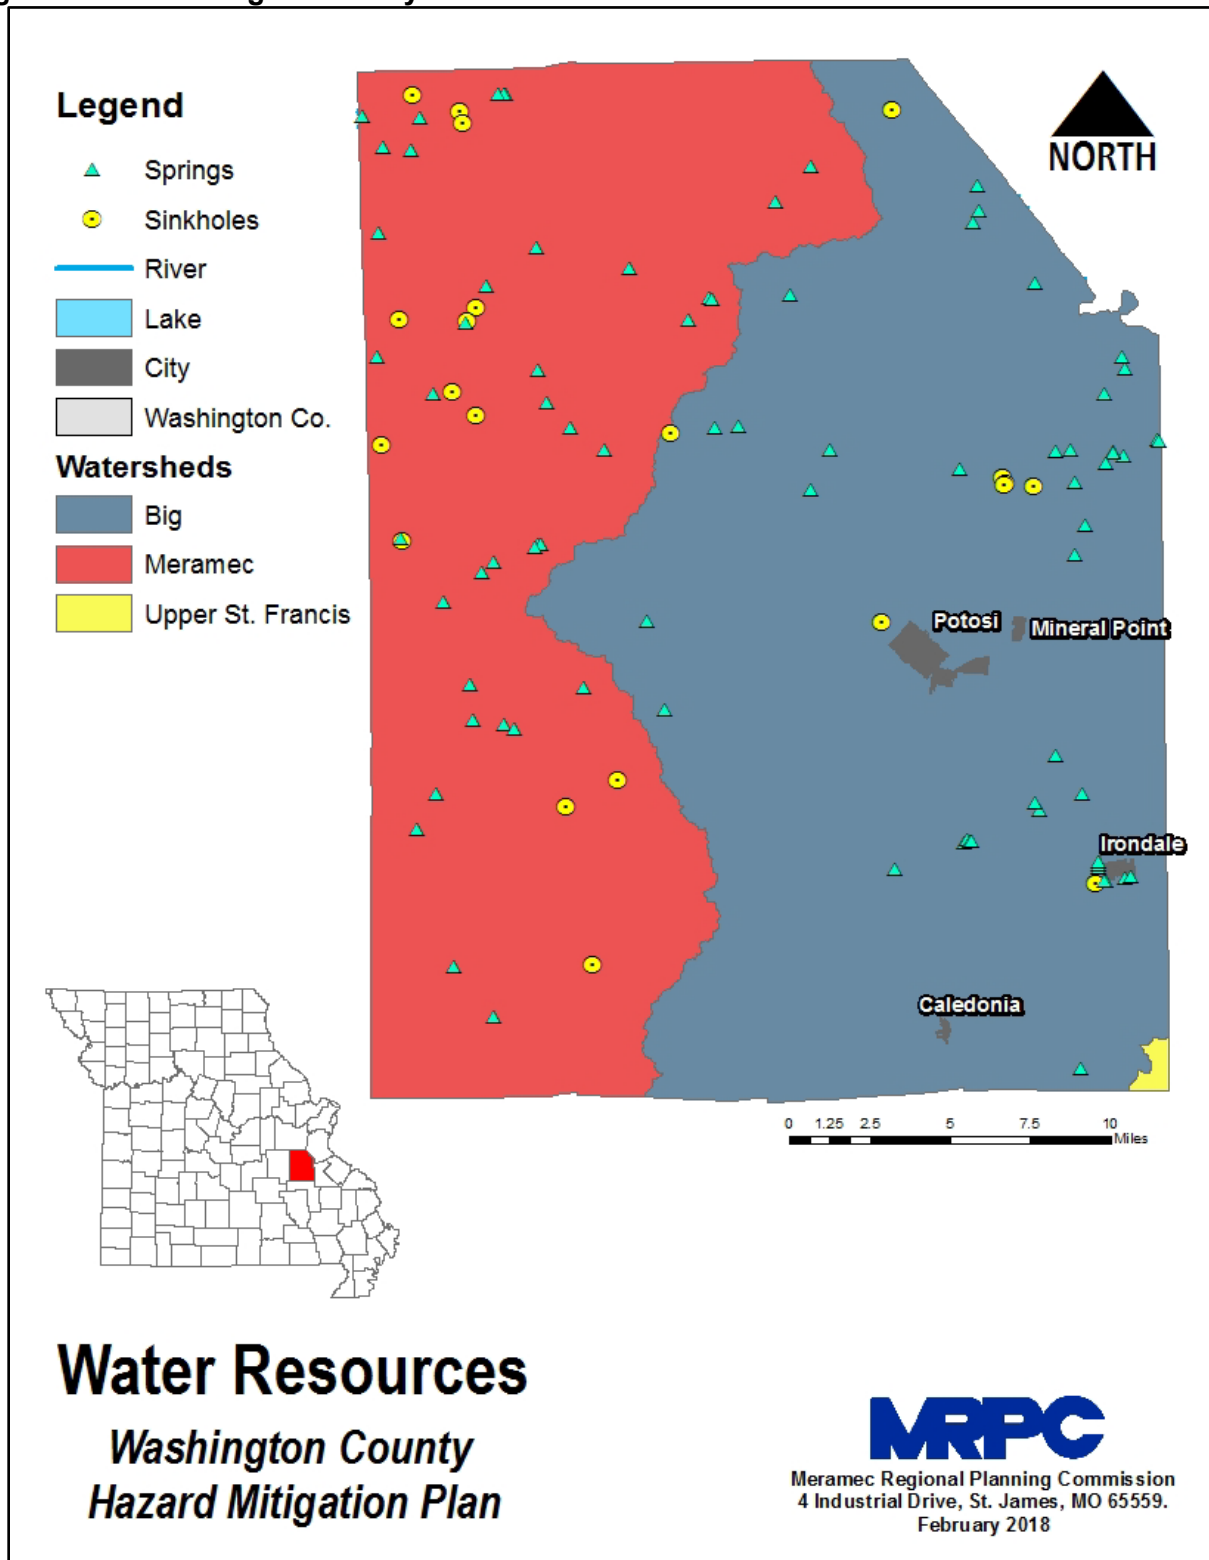 Legend
Springs
Sinkholes
River
Lake
City
Washington Co.
Watersheds
Big
Meramec
Upper St. Francis
NORTH
Potosi
Mineral Point
Irondale
Caledonia
0 1.25 2.5 5 7.5 10
Miles
Water Resources
Washington County
Hazard Mitigation Plan
MRPC
Meramec Regional Planning Commission
4 Industrial Drive, St. James, MO 65559.
February 2018